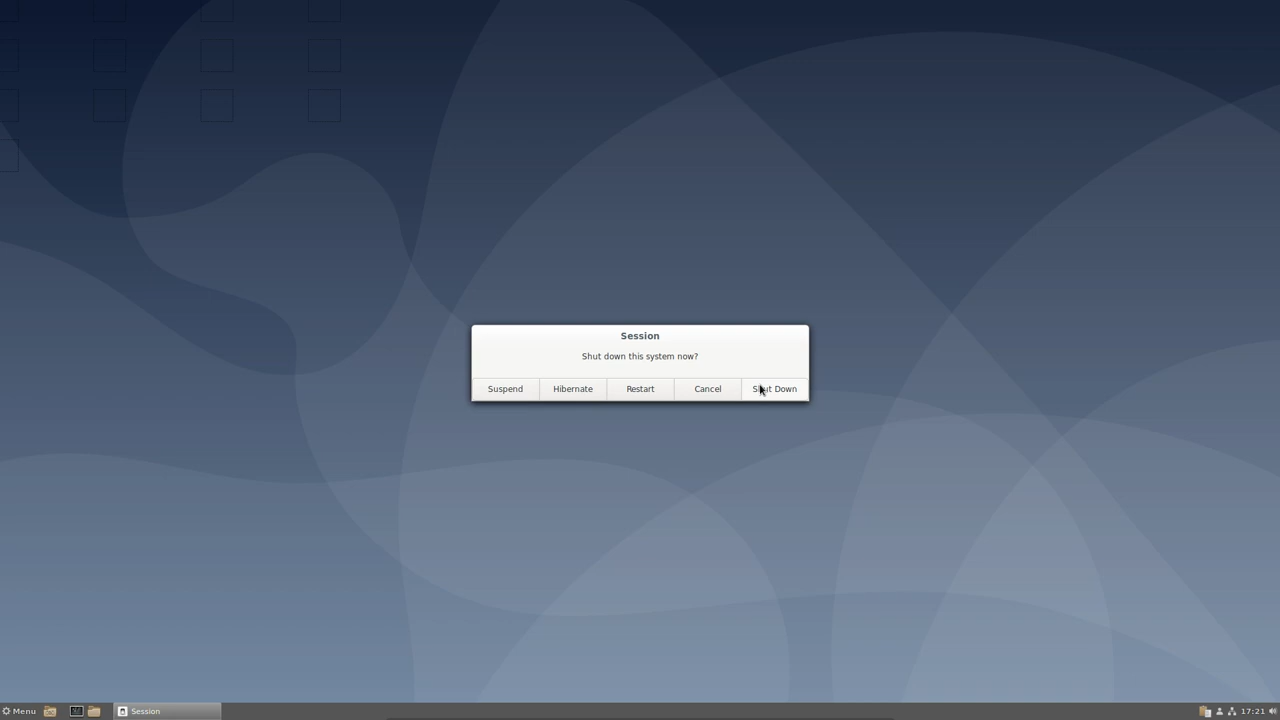 Session
Shut down this system now?
Suspend Hibernate Restart Cancel Shut Down
Menu Session 17:21